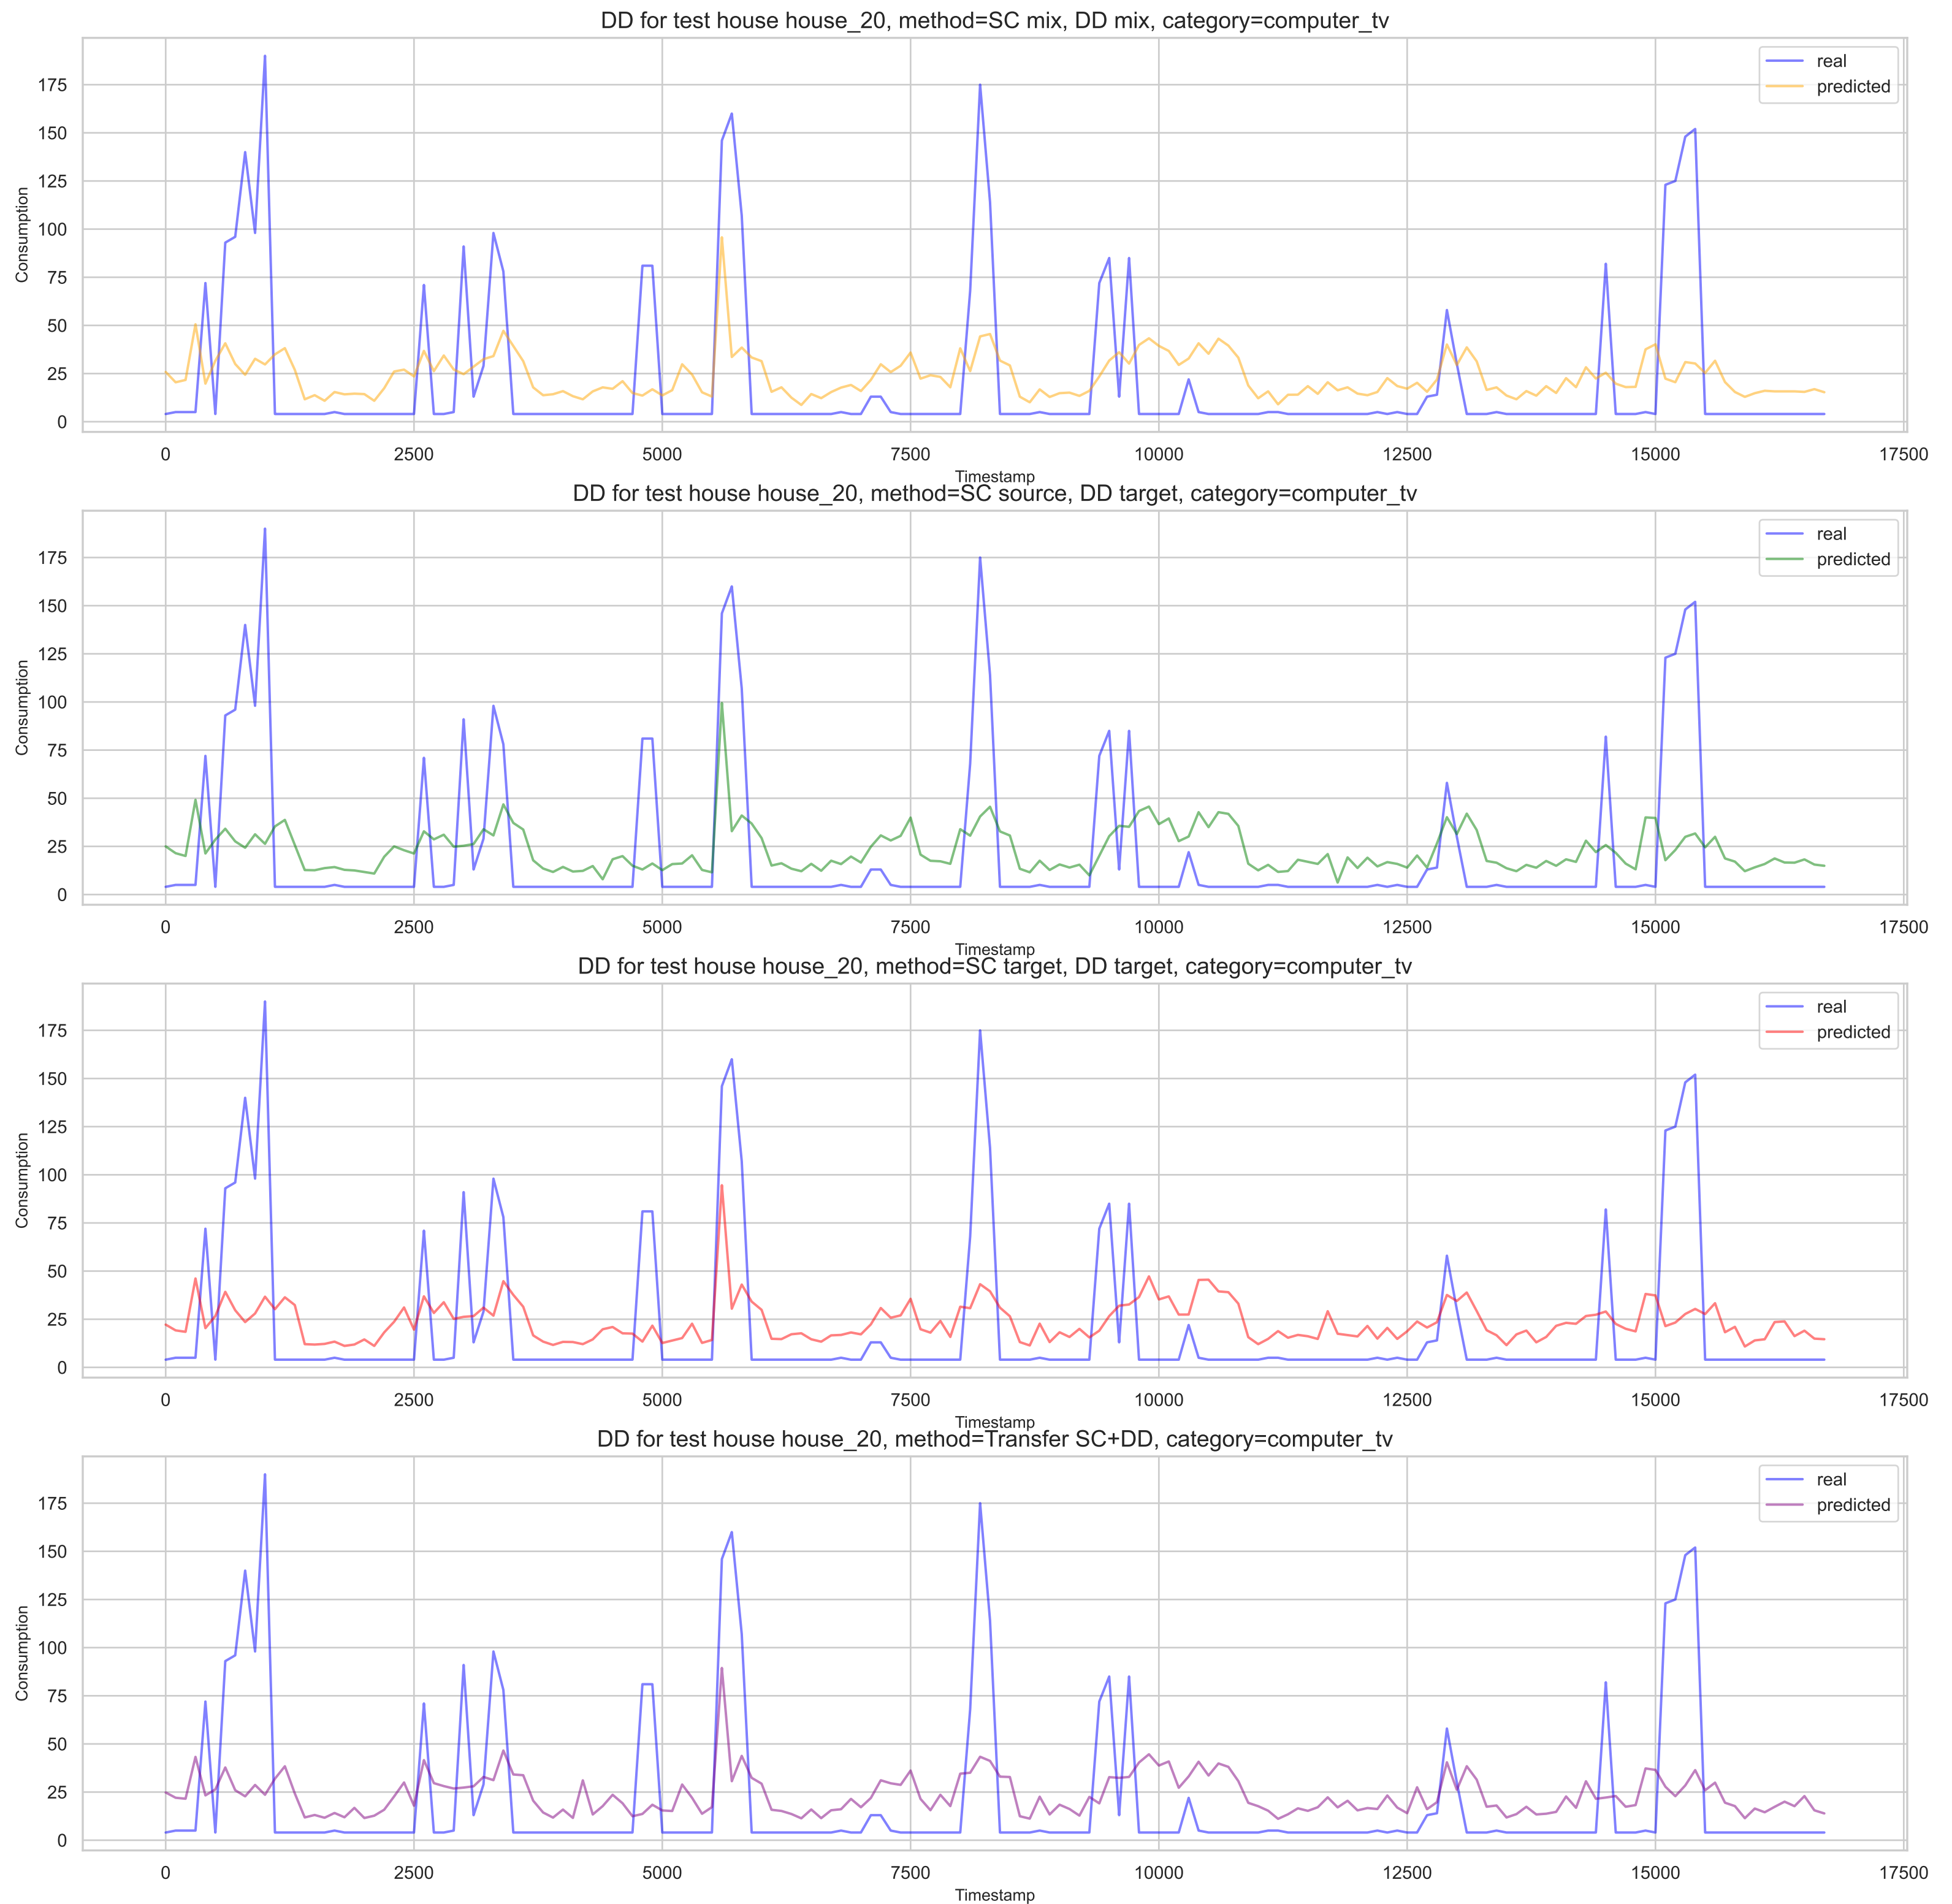 DD for test house house_20, method=SC mix, DD mix, category=computer_tv
real
predicted
175
150
125
100
75
50
25
0
Consumption
0 2500 5000 7500 10000 12500 15000 17500
Timestamp
DD for test house house_20, method=SC source, DD target, category=computer_tv
real
predicted
175
150
125
100
75
50
25
0
Consumption
0 2500 5000 7500 10000 12500 15000 17500
Timestamp
DD for test house house_20, method=SC target, DD target, category=computer_tv
real
predicted
175
150
125
100
75
50
25
0
Consumption
0 2500 5000 7500 10000 12500 15000 17500
Timestamp
DD for test house house_20, method=Transfer SC+DD, category=computer_tv
real
predicted
175
150
125
100
75
50
25
0
Consumption
0 2500 5000 7500 10000 12500 15000 17500
Timestamp